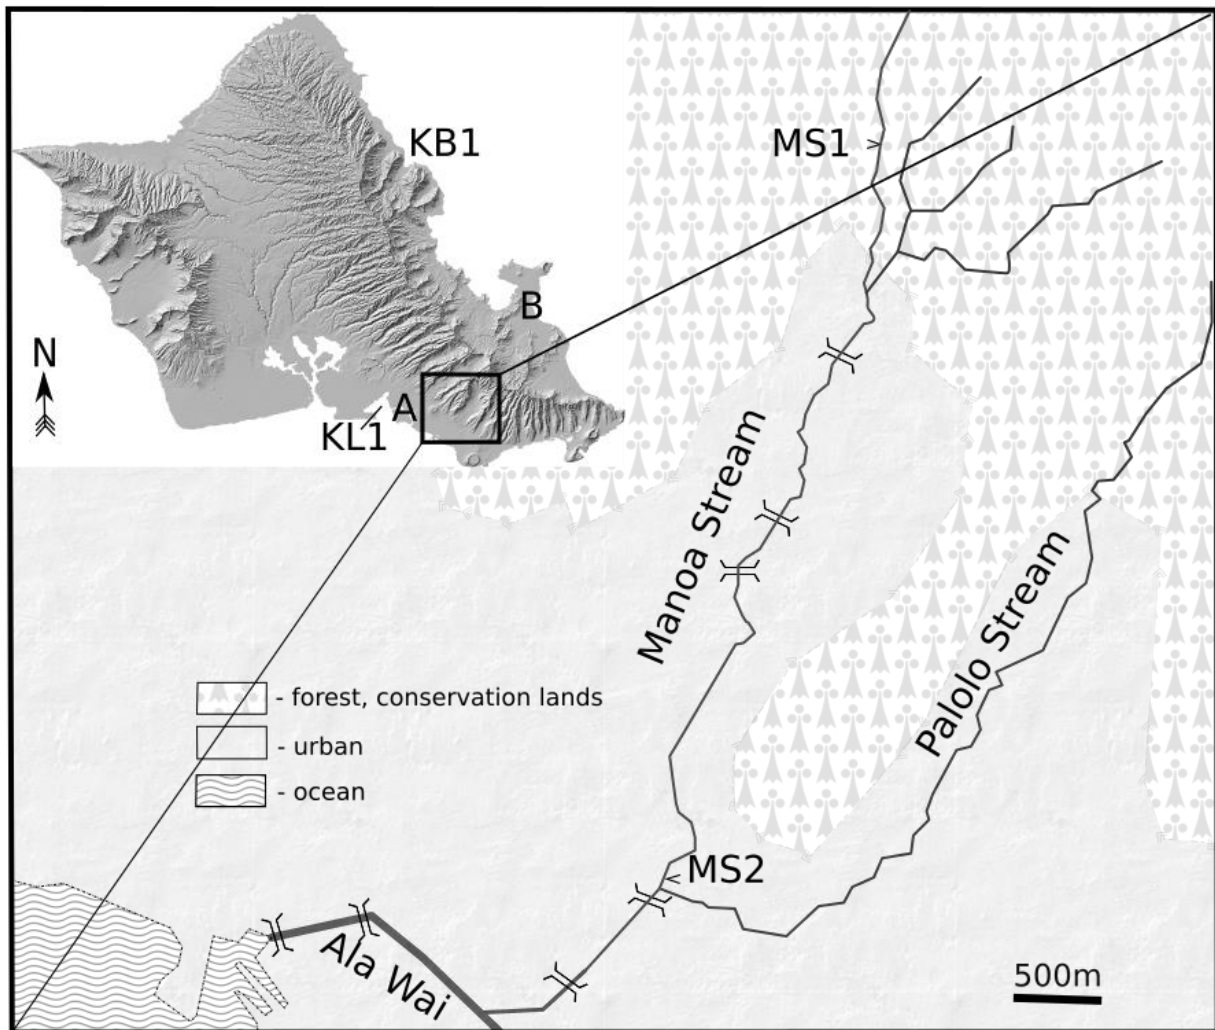 KB1
MS1
B
N
A
KL1
Manoa Stream
Palolo Stream
- forest, conservation lands
- urban
- ocean
MS2
Ala Wai
500m